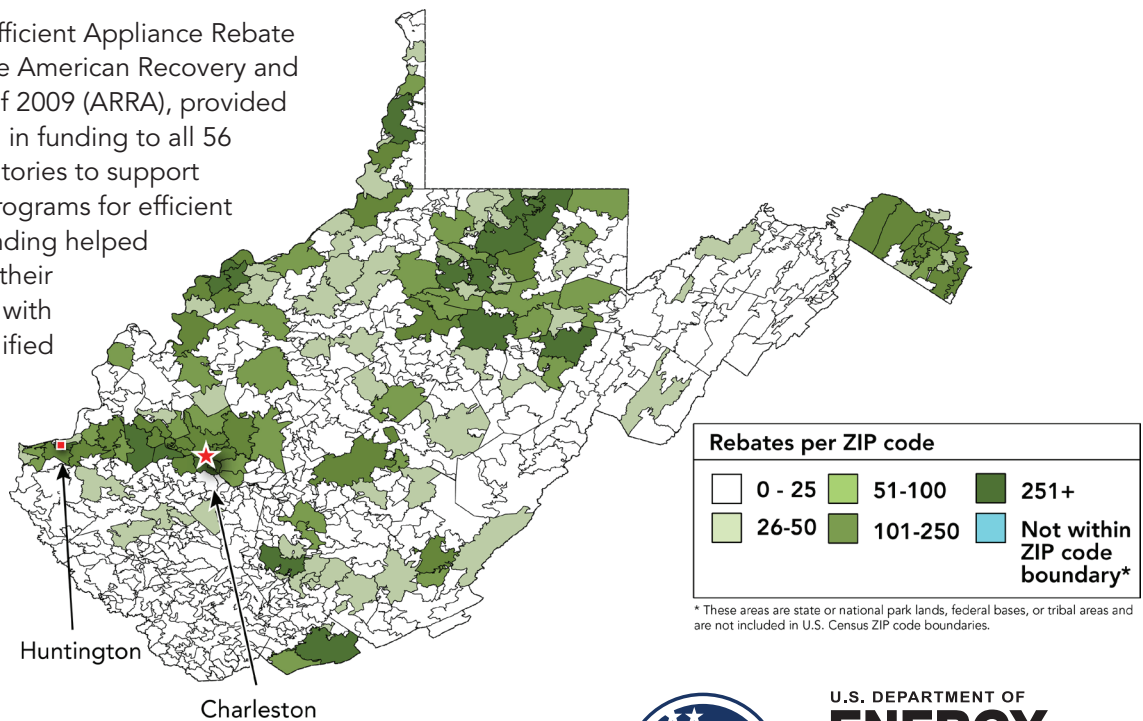 fficient Appliance Rebate
e American Recovery and
f 2009 (ARRA), provided
in funding to all 56
tories to support
rograms for efficient
nding helped
their
with
ified
Huntington
Charleston
Rebates per ZIP code
0 - 25
51-100
251+
26-50
101-250
Not within
ZIP code
boundary*
* These areas are state or national park lands, federal bases, or tribal areas and
are not included in U.S. Census ZIP code boundaries.
U.S. DEPARTMENT OF
ENERGY